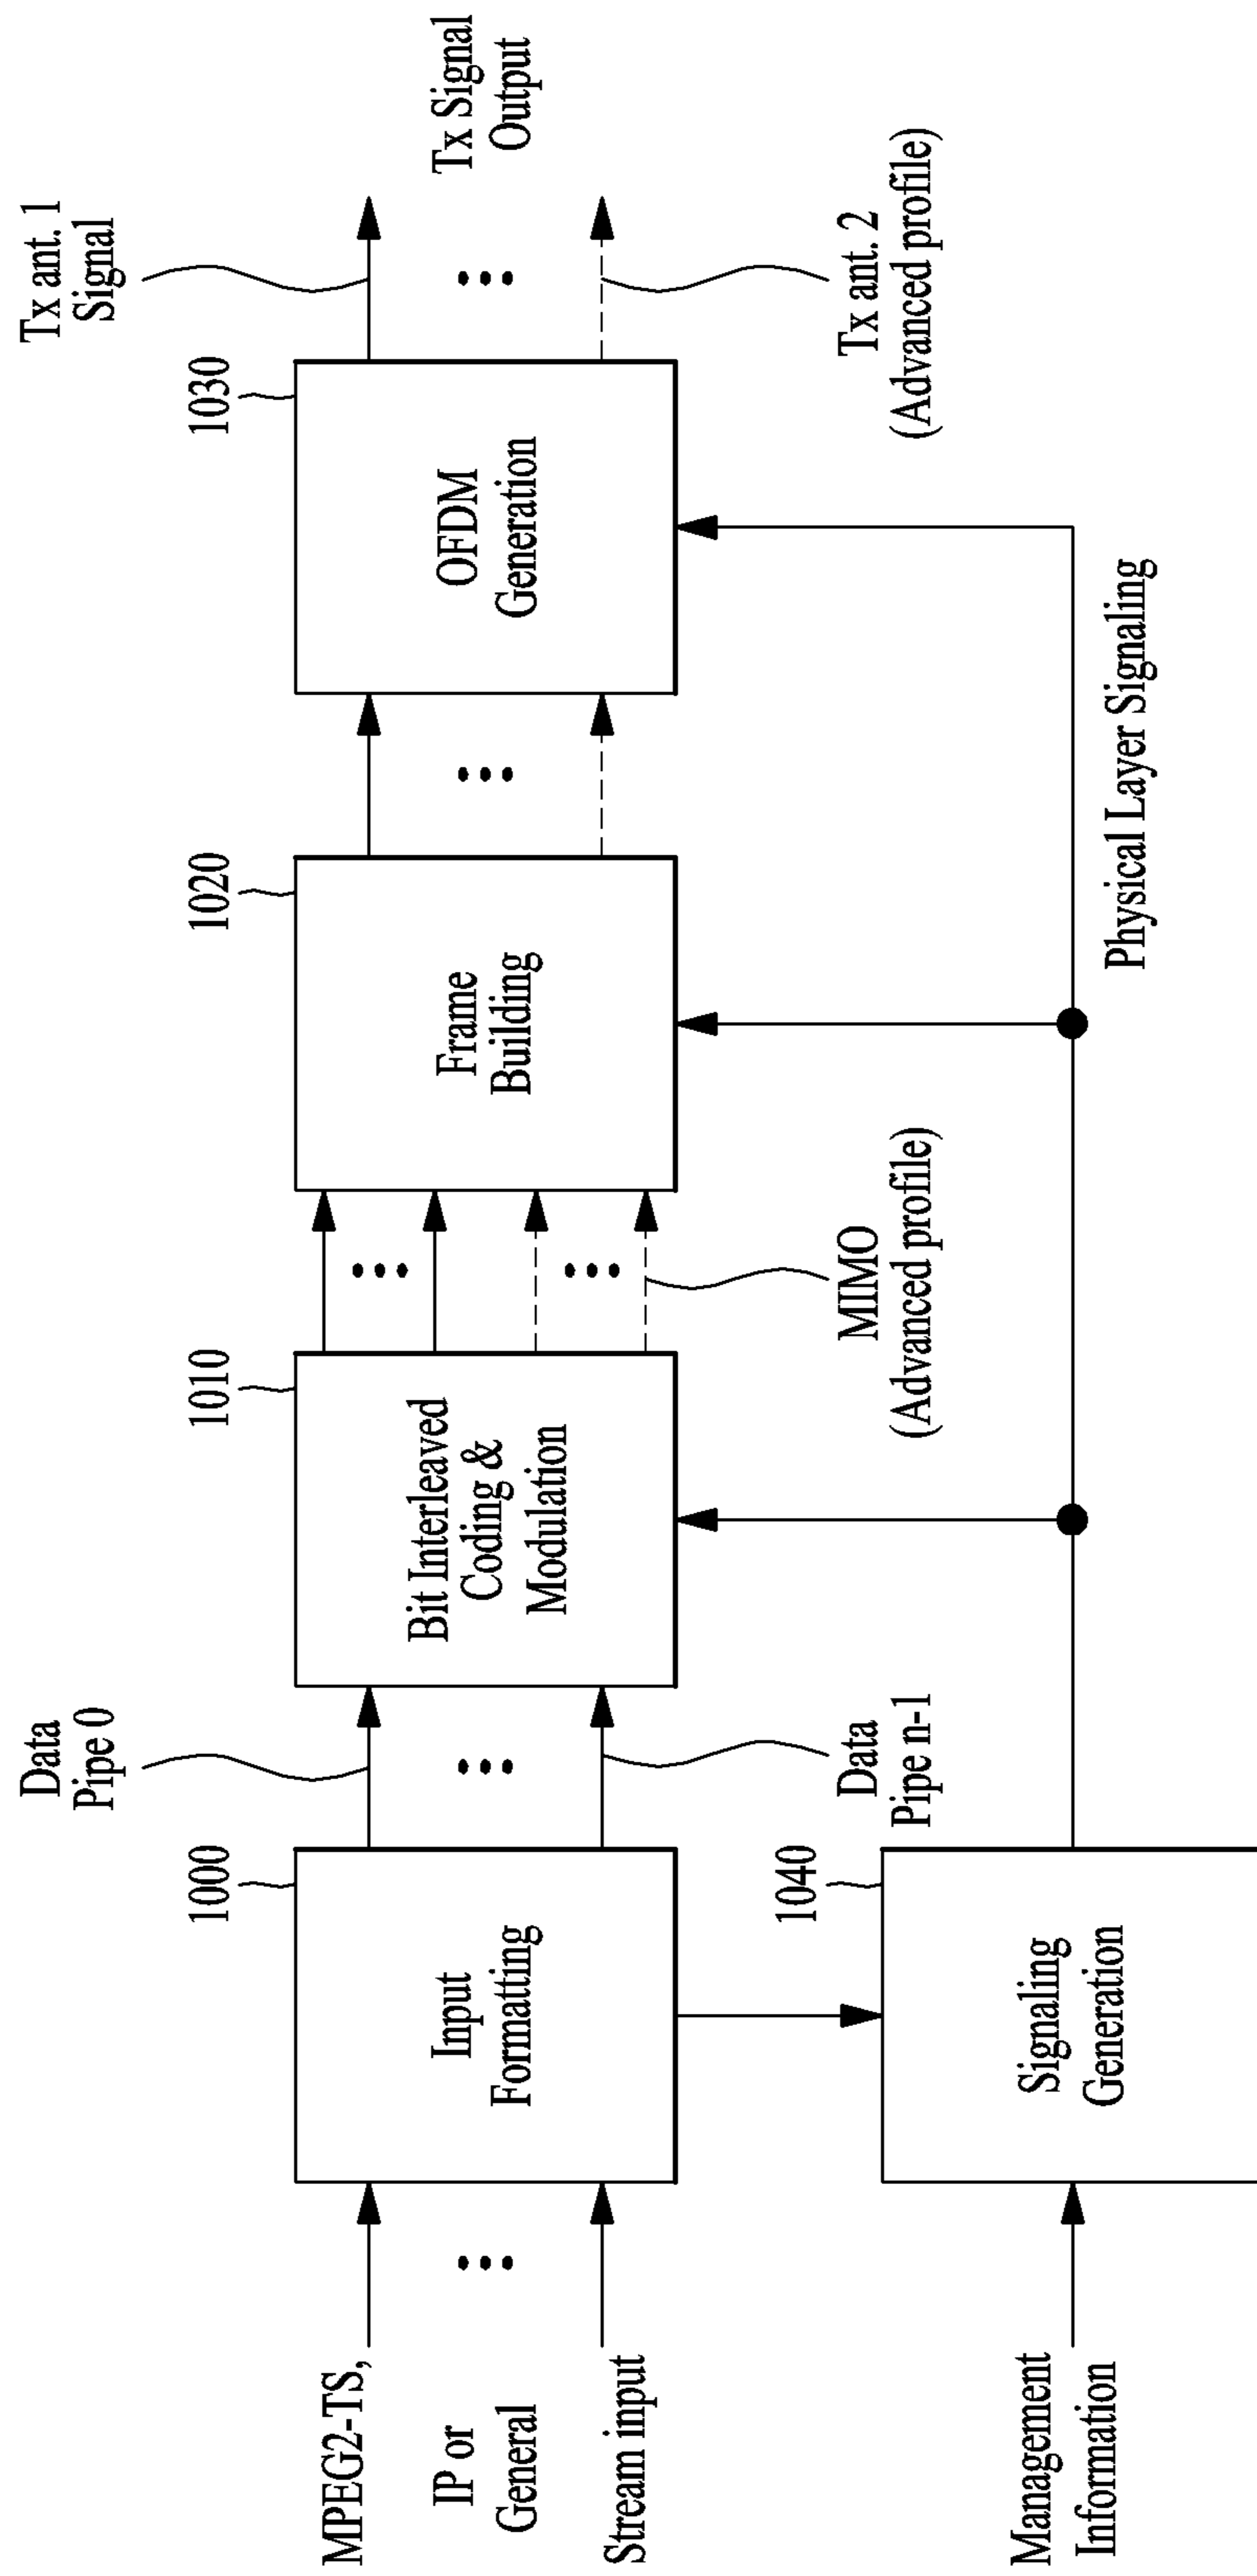 MPEG2-TS,
IP or
General
Stream input
Management
Information
1000
Input
Formatting
1040
Signaling
Generation
Data
Pipe 0
Data
Pipe n-1
1010
Bit Interleaved
Coding &
Modulation
MIMO
(Advanced profile)
1020
Frame
Building
Physical Layer Signaling
1030
OFDM
Generation
Tx ant. 1
Signal
Tx Signal
Output
Tx ant. 2
(Advanced profile)